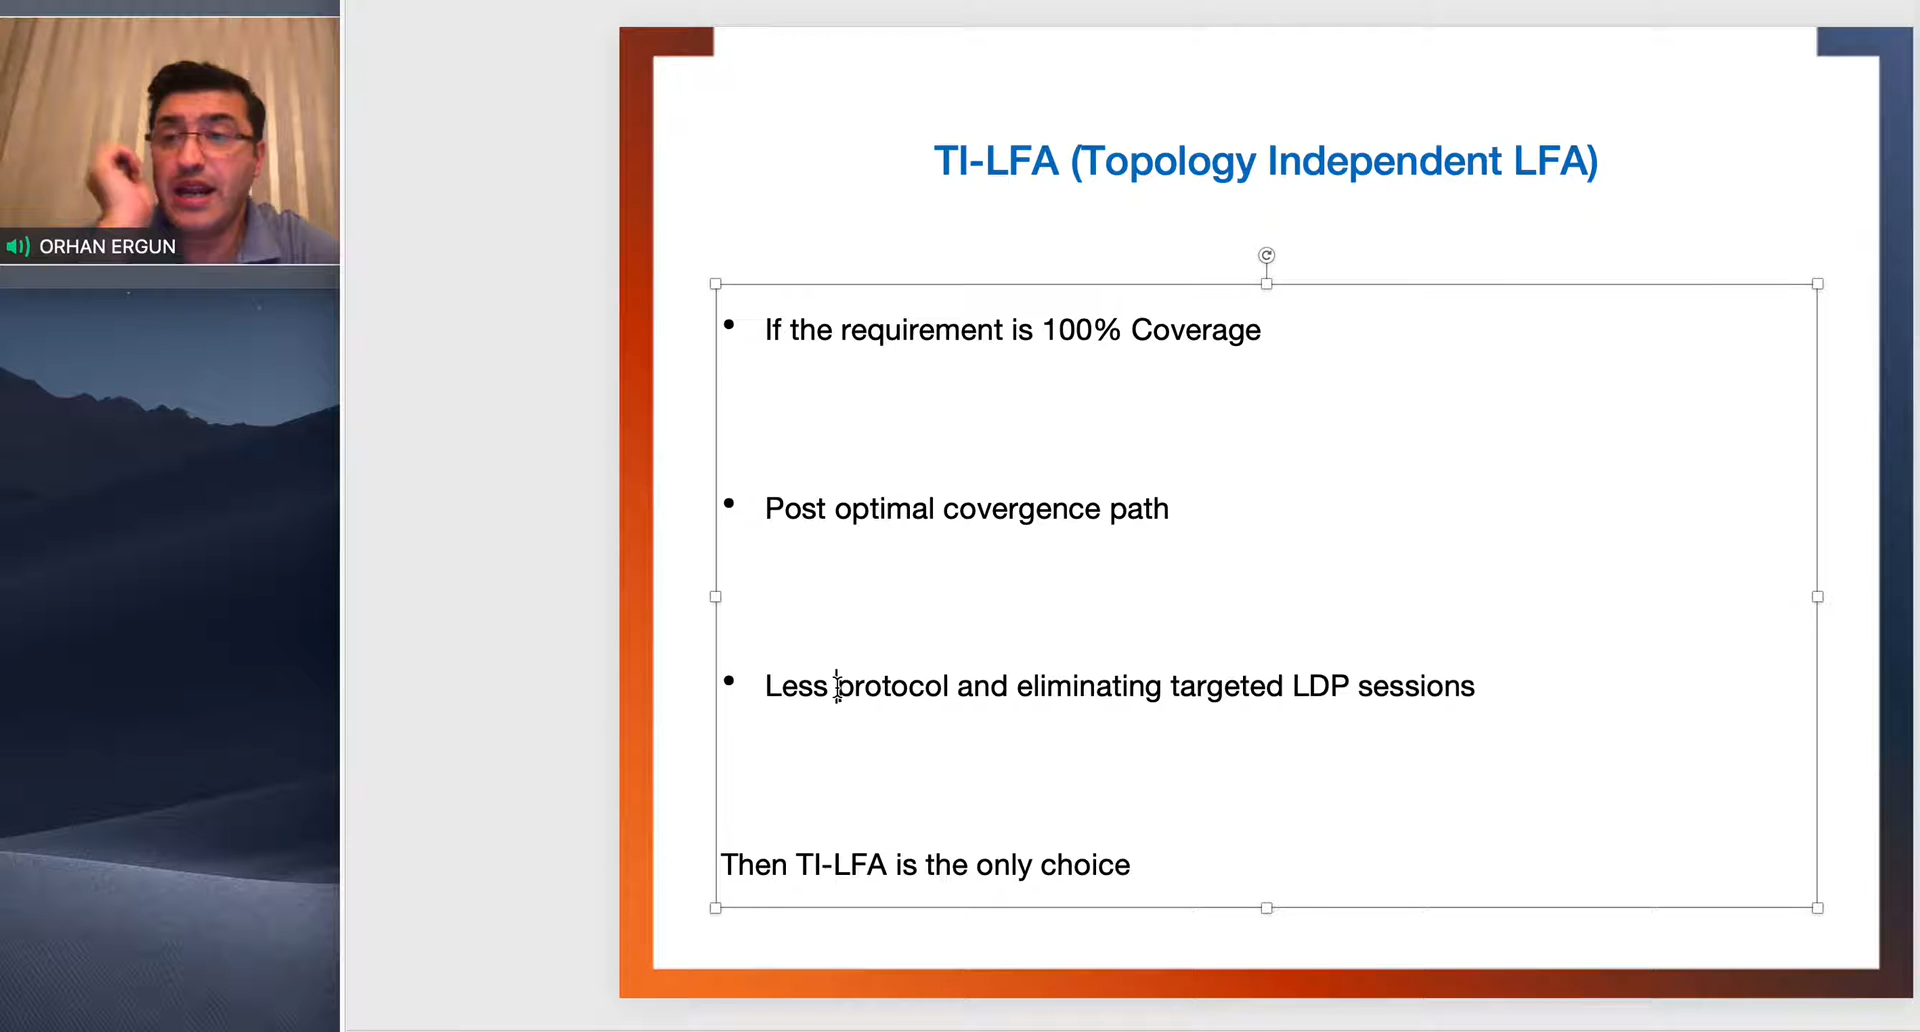 ORHAN ERGUN
TI-LFA (Topology Independent LFA)
• If the requirement is 100% Coverage
• Post optimal covergence path
• Less protocol and eliminating targeted LDP sessions
Then TI-LFA is the only choice